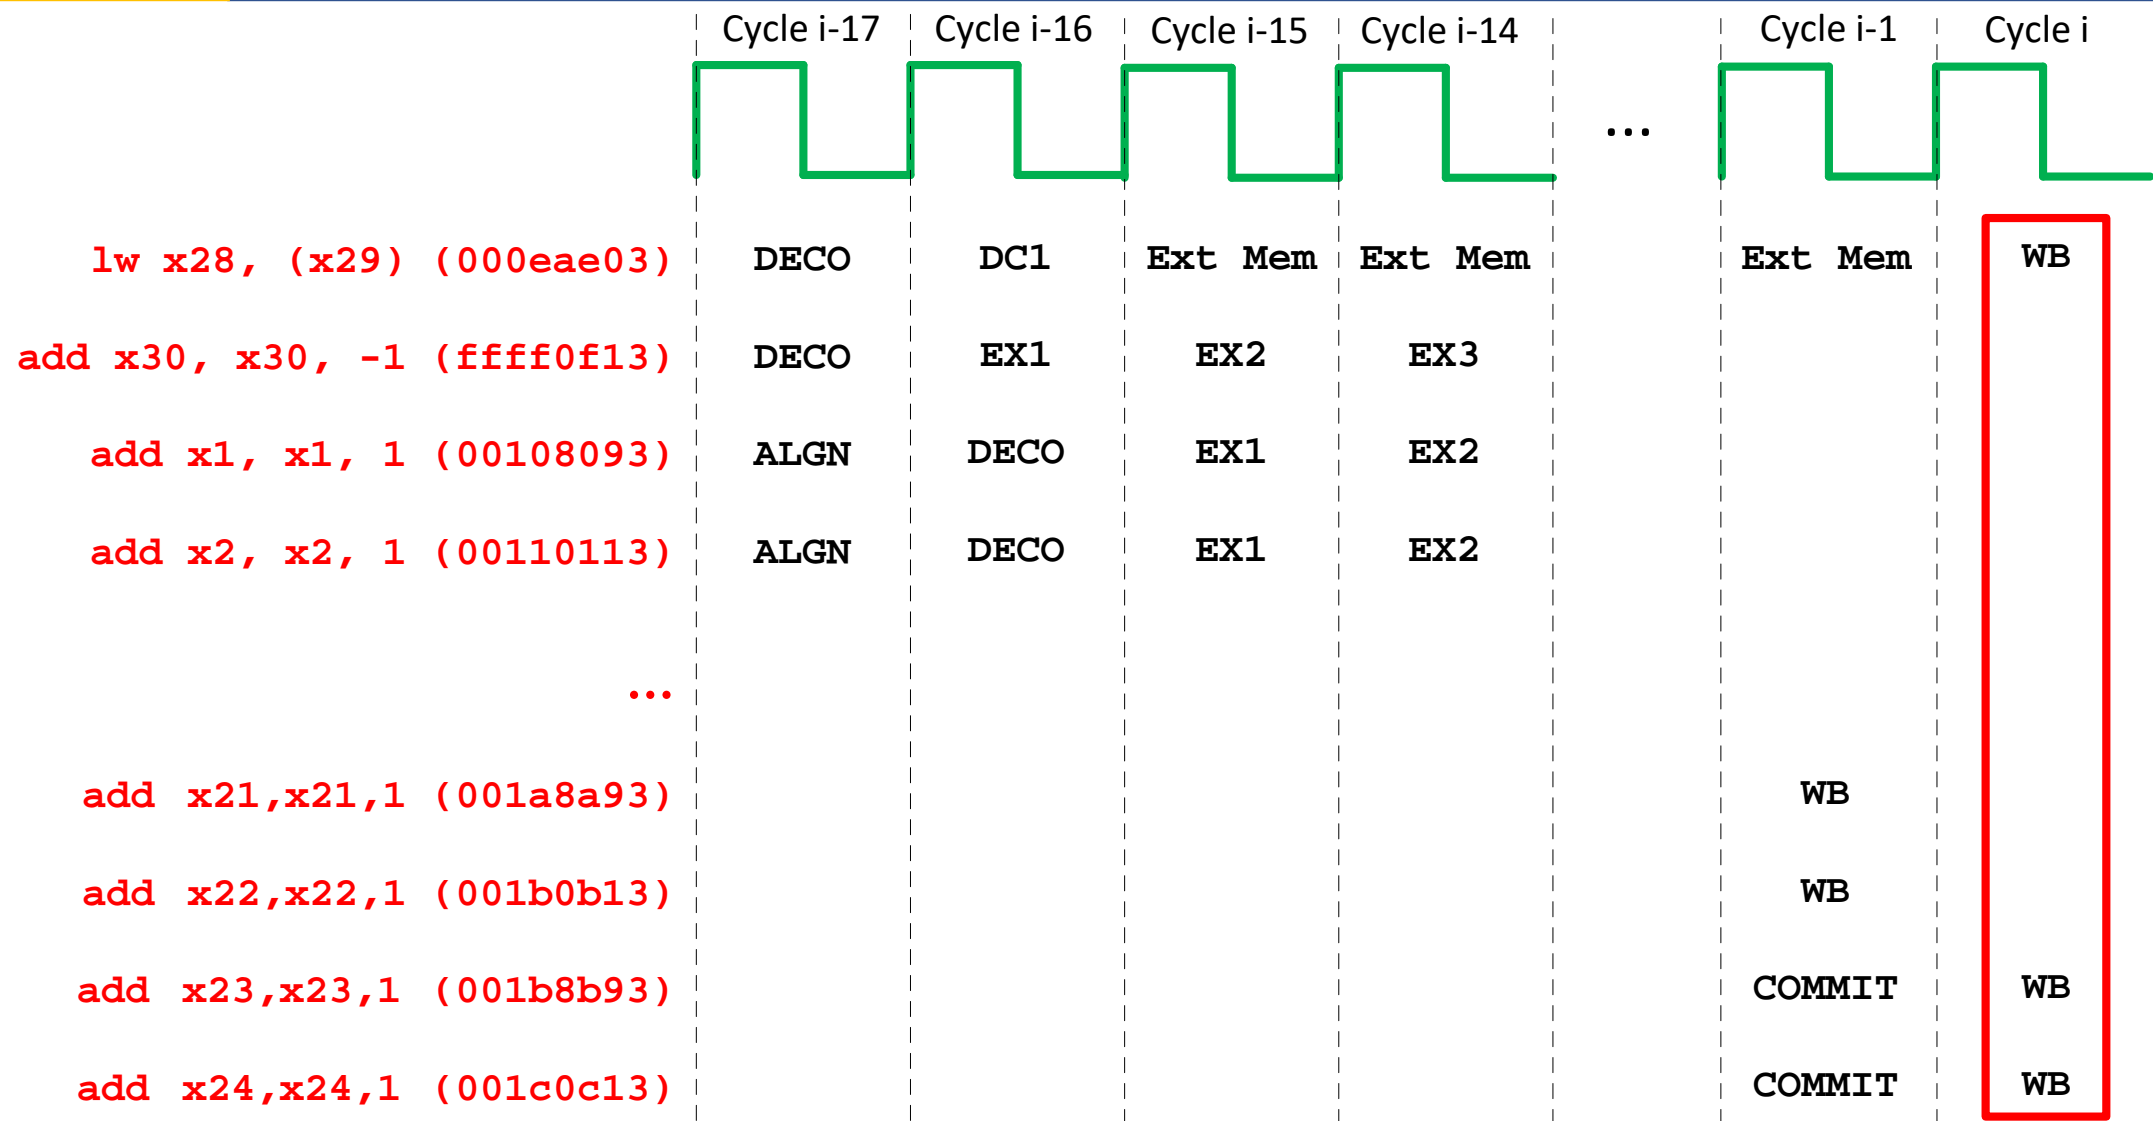 Cycle i-17 Cycle i-16 Cycle i-15 Cycle i-14 Cycle i-1 Cycle i
...
lw x28, (x29) (000eae03) DECO DC1 Ext Mem Ext Mem Ext Mem WB
add x30, x30, -1 (ffff0f13) DECO EX1 EX2 EX3
add x1, x1, 1 (00108093) ALGN DECO EX1 EX2
add x2, x2, 1 (00110113) ALGN DECO EX1 EX2
...
add x21,x21,1 (001a8a93) WB
add x22,x22,1 (001b0b13) WB
add x23,x23,1 (001b8b93) COMMIT WB
add x24,x24,1 (001c0c13) COMMIT WB